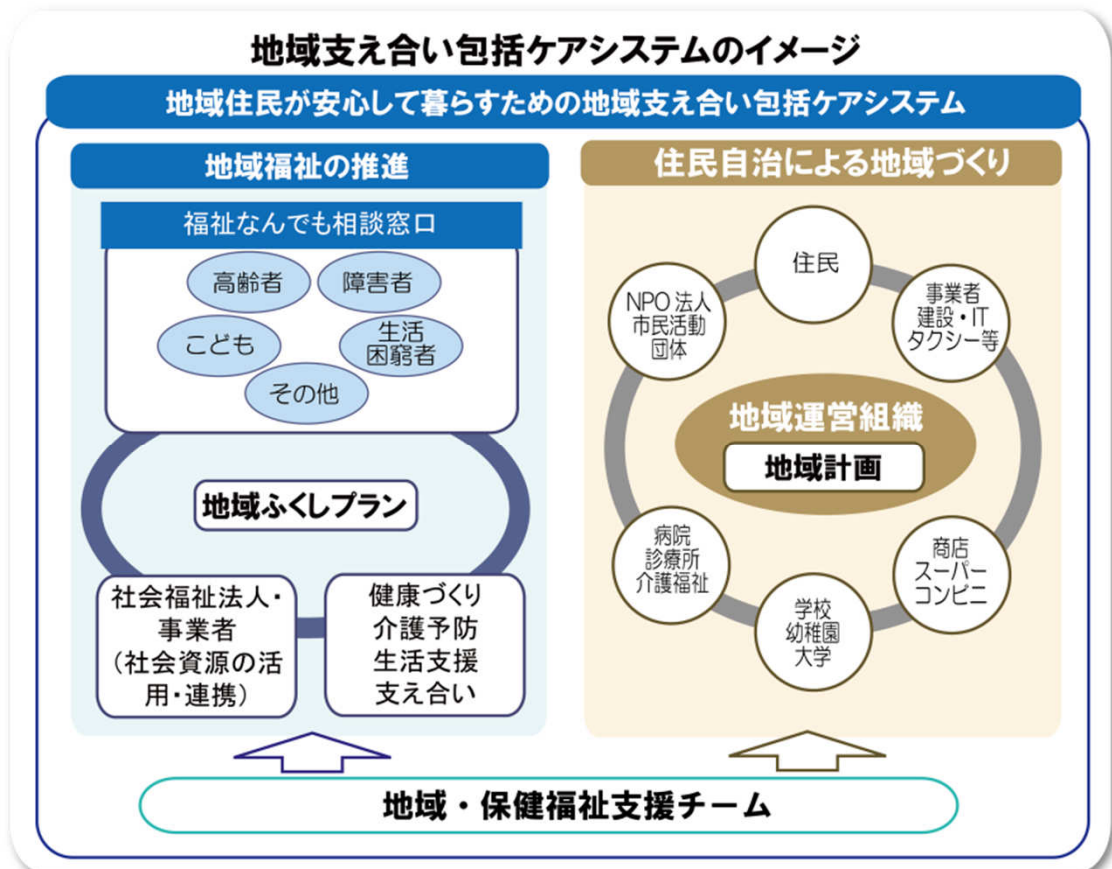 地域支え合い包括ケアシステムのイメージ
地域住民が安心して暮らすための地域支え合い包括ケアシステム
地域福祉の推進
福祉なんでも相談窓口
高齢者
障害者
こども
生活
困窮者
その他
地域ふくしプラン
社会福祉法人・
事業者
(社会資源の活
用・連携)
健康づくり
介護予防
生活支援
支え合い
住民自治による地域づくり
住民
NPO法人
市民活動
団体
事業者
建設・IT
タクシー等
地域運営組織
地域計画
病院
診療所
介護福祉
商店
スーパー
コンビニ
学校
幼稚園
大学
地域・保健福祉支援チーム